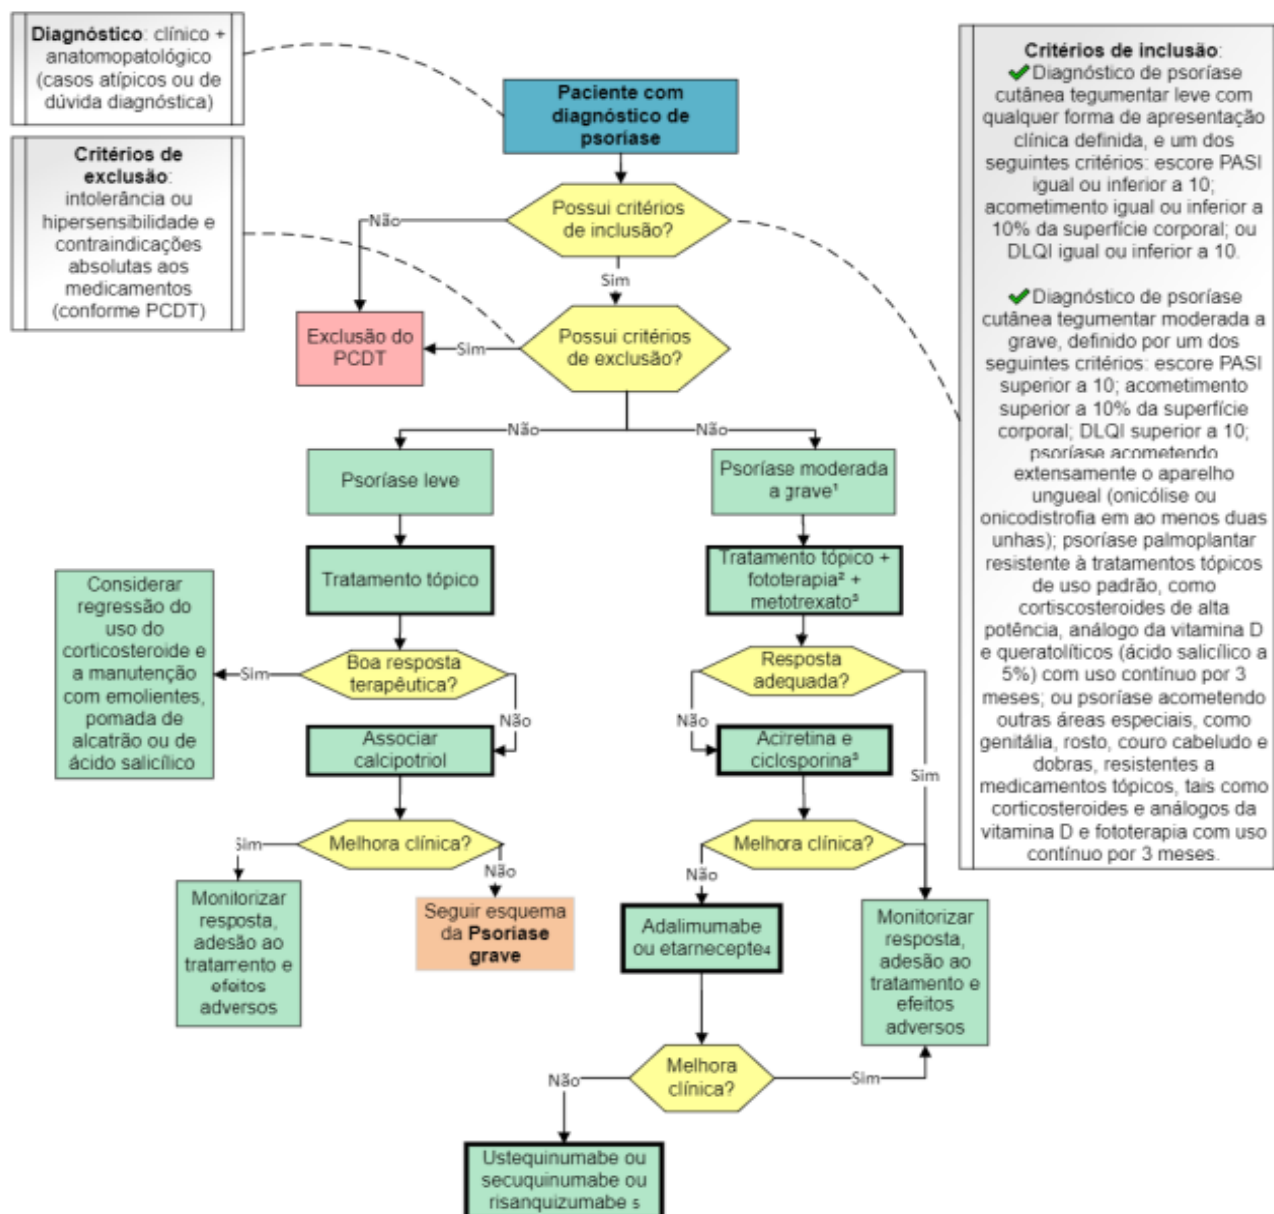 Diagnóstico: clínico +
anatomopatológico
(casos atípicos ou de
dúvida diagnóstica)
Critérios de
exclusão:
intolerância ou
hipersensibilidade e
contraindicações
absolutas aos
medicamentos
(conforme PCDT)
Paciente com
diagnóstico de
psoríase
Possui critérios
de inclusão?
Não
Sim
Exclusão do
PCDT
Sim
Possui critérios
de exclusão?
Não
Não
Psoríase leve
Psoríase moderada
a grave¹
Tratamento tópico
Tratamento tópico +
fototerapia² +
metotrexato³
Considerar
regressão do
uso do
corticosteroide e
a manutenção
com emolientes,
pomada de
alcatrão ou de
ácido salicílico
Sim
Boa resposta
terapêutica?
Não
Resposta
adequada?
Não
Sim
Associar
calcipotriol
Acitretina e
ciclosporina³
Sim
Melhora clínica?
Não
Melhora clínica?
Não
Monitorizar
resposta,
adesão ao
tratamento e
efeitos
adversos
Seguir esquema
da Psoríase
grave
Adalimumabe
ou etarnecepte₄
Monitorizar
resposta,
adesão ao
tratamento e
efeitos
adversos
Melhora
clínica?
Não
Sim
Ustequinumabe ou
secuquinumabe ou
risanquizumabe ₅
Critérios de inclusão:
✔ Diagnóstico de psoríase
cutânea tegumentar leve com
qualquer forma de apresentação
clínica definida, e um dos
seguintes critérios: escore PASI
igual ou inferior a 10;
acometimento igual ou inferior a
10% da superfície corporal; ou
DLQI igual ou inferior a 10.
✔ Diagnóstico de psoríase
cutânea tegumentar moderada a
grave, definido por um dos
seguintes critérios: escore PASI
superior a 10; acometimento
superior a 10% da superfície
corporal; DLQI superior a 10;
psoríase acometendo
extensamente o aparelho
ungueal (onicólise ou
onicodistrofia em ao menos duas
unhas); psoríase palmoplantar
resistente à tratamentos tópicos
de uso padrão, como
cortiscosteroides de alta
potência, análogo da vitamina D
e queratolíticos (ácido salicílico a
5%) com uso contínuo por 3
meses; ou psoríase acometendo
outras áreas especiais, como
genitália, rosto, couro cabeludo e
dobras, resistentes a
medicamentos tópicos, tais como
corticosteroides e análogos da
vitamina D e fototerapia com uso
contínuo por 3 meses.